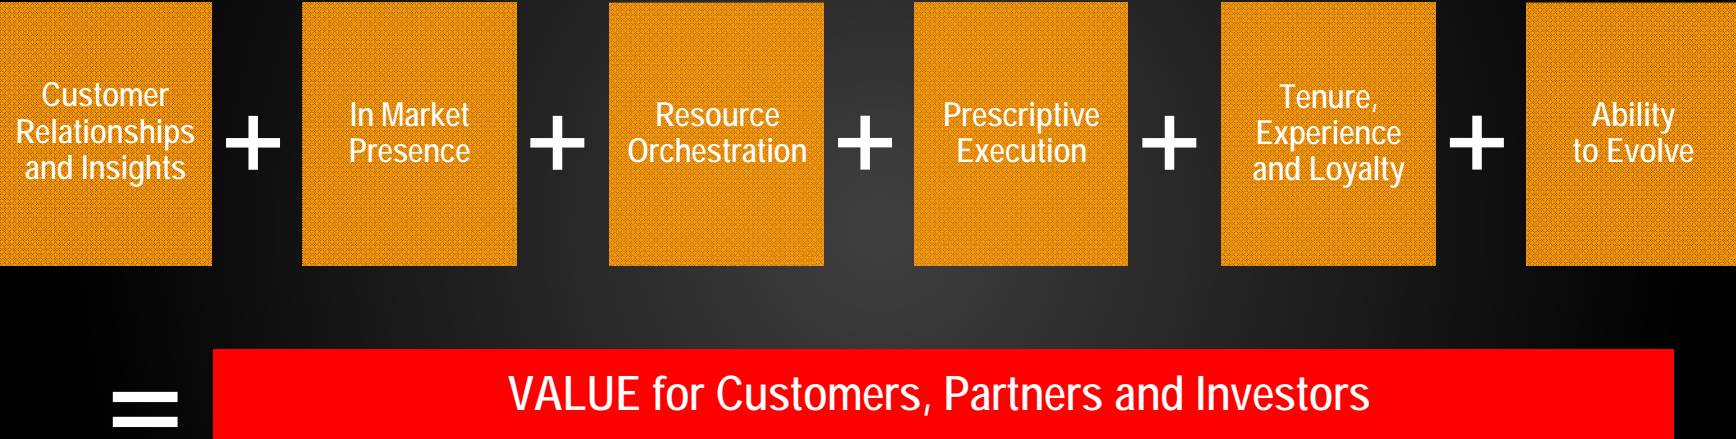 Customer
Relationships
and Insights
+
In Market
Presence
+
Resource
Orchestration
+
Prescriptive
Execution
+
Tenure,
Experience
and Loyalty
+
Ability
to Evolve
=
VALUE for Customers, Partners and Investors